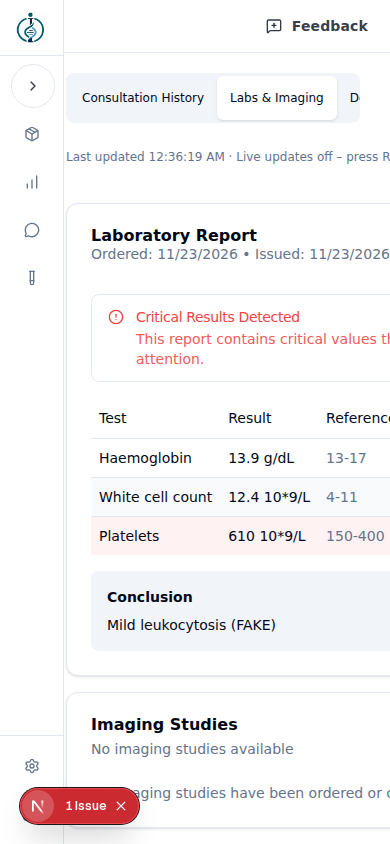 Feedback
Consultation History Labs & Imaging
Last updated 12:36:19 AM · Live updates off – press
Laboratory Report
Ordered: 11/23/2026 • Issued: 11/23/2026
Critical Results Detected
This report contains critical values
attention.
Test Result Reference
Haemoglobin 13.9 g/dL 13-17
White cell count 12.4 10*9/L 4-11
Platelets 610 10*9/L 150-400
Conclusion
Mild leukocytosis (FAKE)
Imaging Studies
No imaging studies available
studies have been ordered or
N 1 Issue